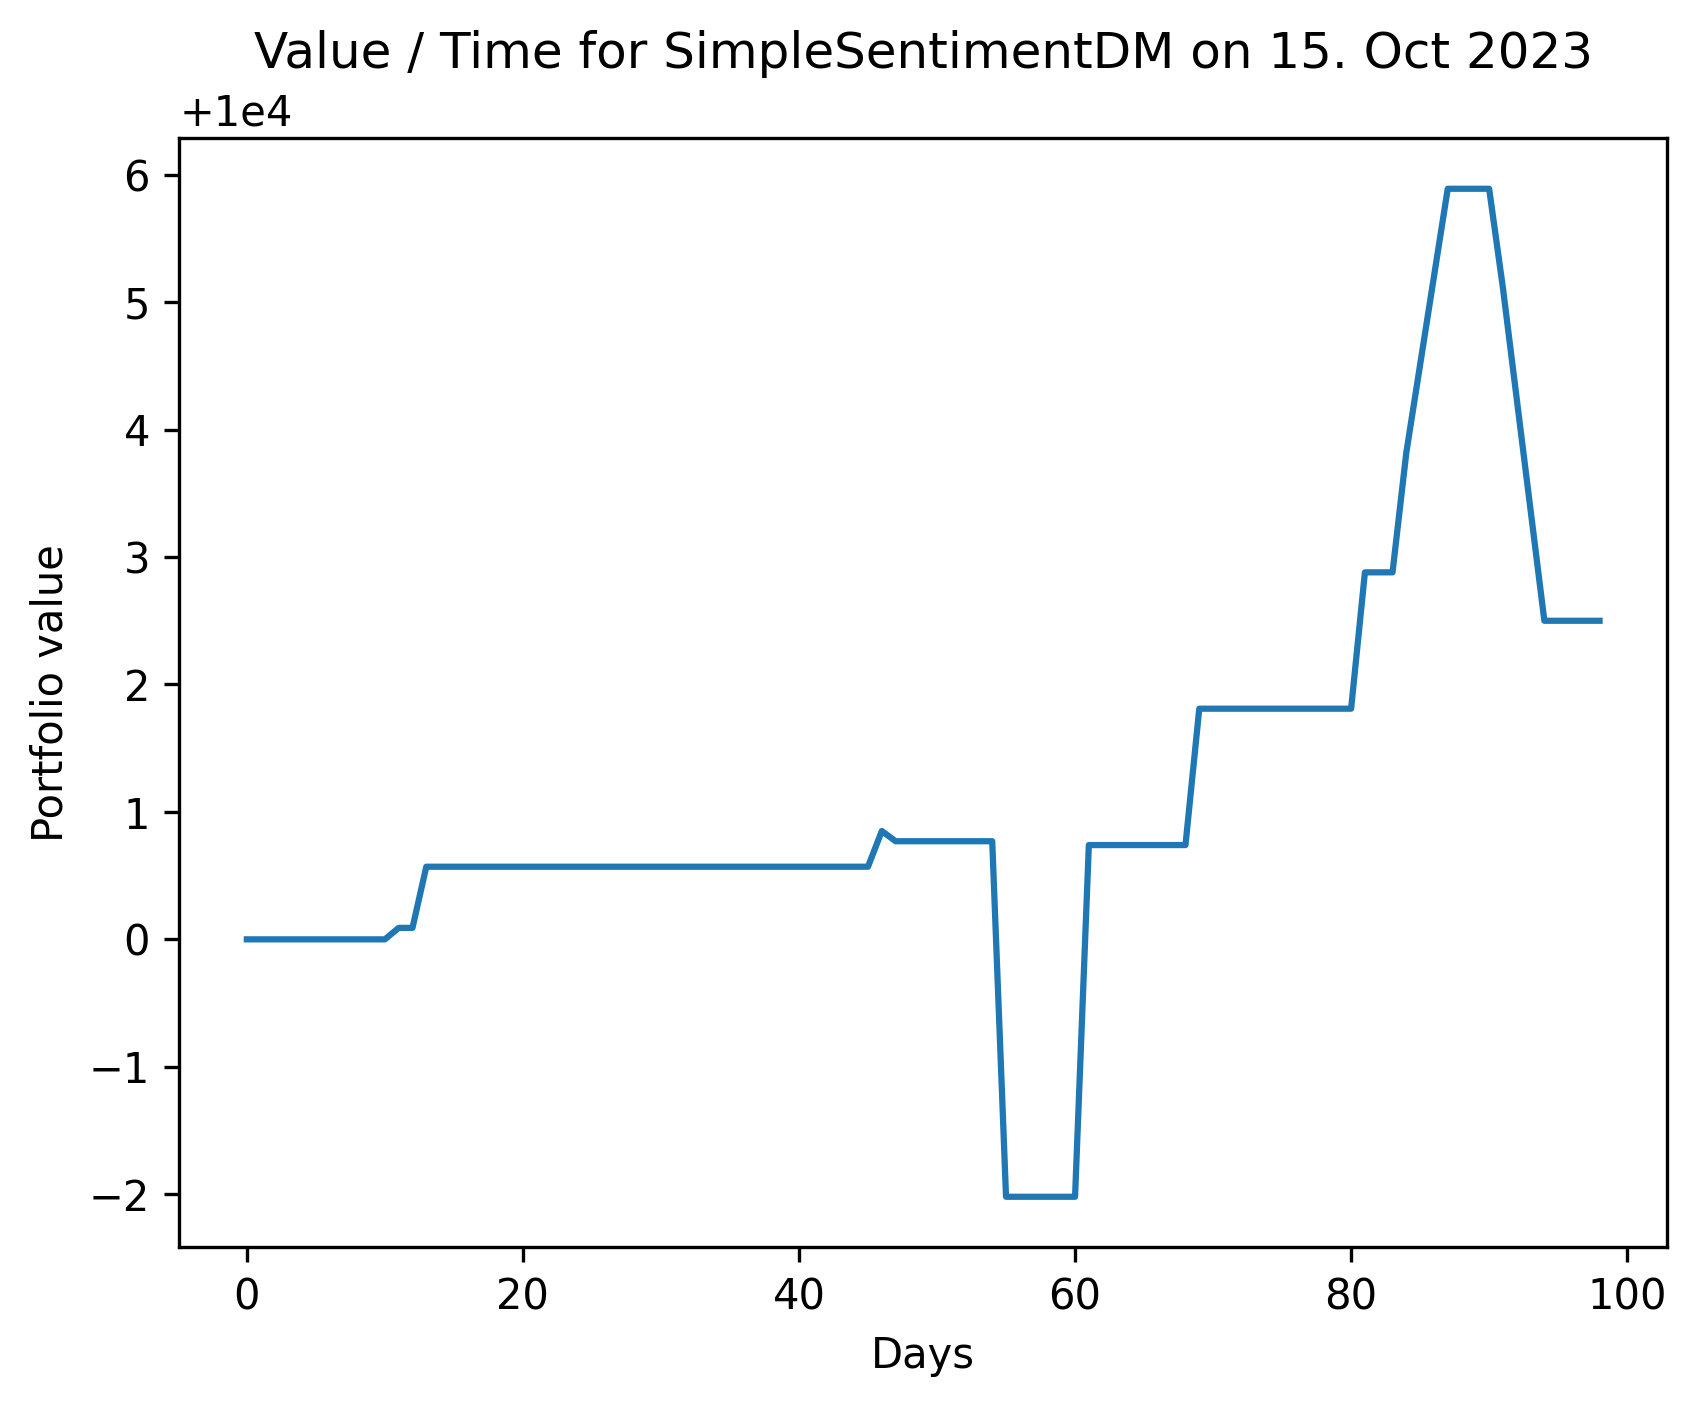 Value / Time for SimpleSentimentDM on 15. Oct 2023
+1e4
6
5
4
3
2
1
0
−1
−2
Portfolio value
0 20 40 60 80 100
Days